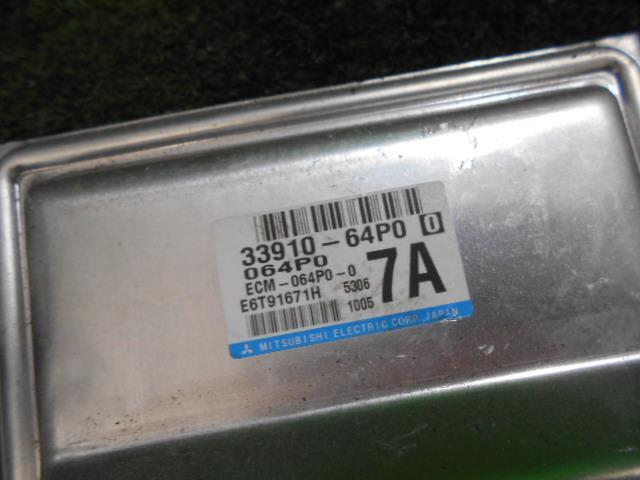 33910-64P0 0
064P0
ECM-064P0-0
7A
E6T91671H 5306
1005
MITSUBISHI ELECTRIC CORP. JAPAN